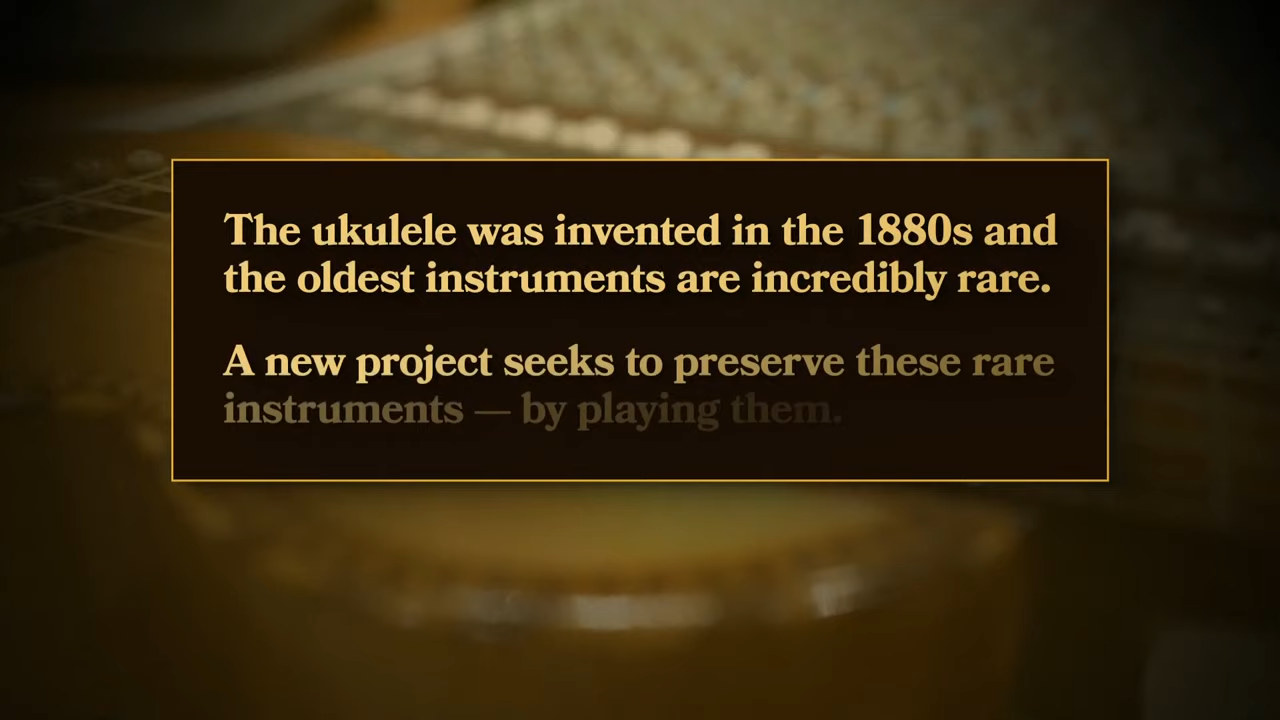 The ukulele was invented in the 1880s and
the oldest instruments are incredibly rare.
A new project seeks to preserve these rare
instruments — by playing them.